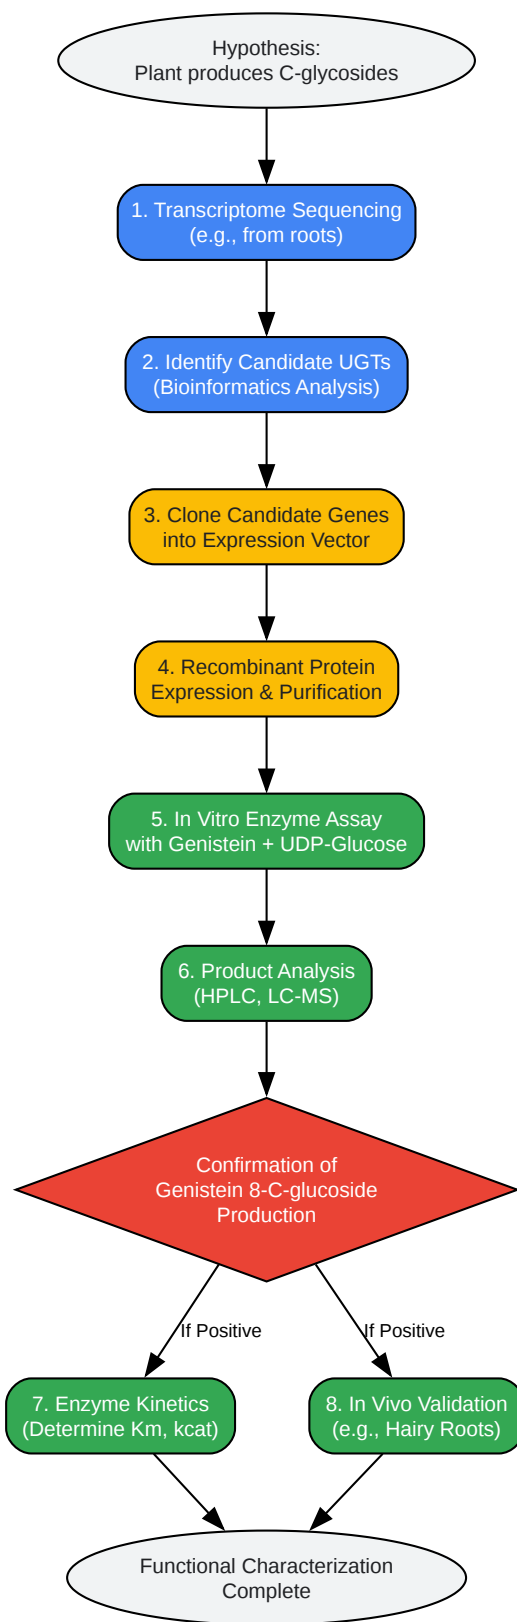 Hypothesis:
Plant produces C-glycosides
1. Transcriptome Sequencing
(e.g., from roots)
2. Identify Candidate UGTs
(Bioinformatics Analysis)
3. Clone Candidate Genes
into Expression Vector
4. Recombinant Protein
Expression & Purification
5. In Vitro Enzyme Assay
with Genistein + UDP-Glucose
6. Product Analysis
(HPLC, LC-MS)
Confirmation of
Genistein 8-C-glucoside
Production
If Positive
If Positive
7. Enzyme Kinetics
(Determine Km, kcat)
8. In Vivo Validation
(e.g., Hairy Roots)
Functional Characterization
Complete